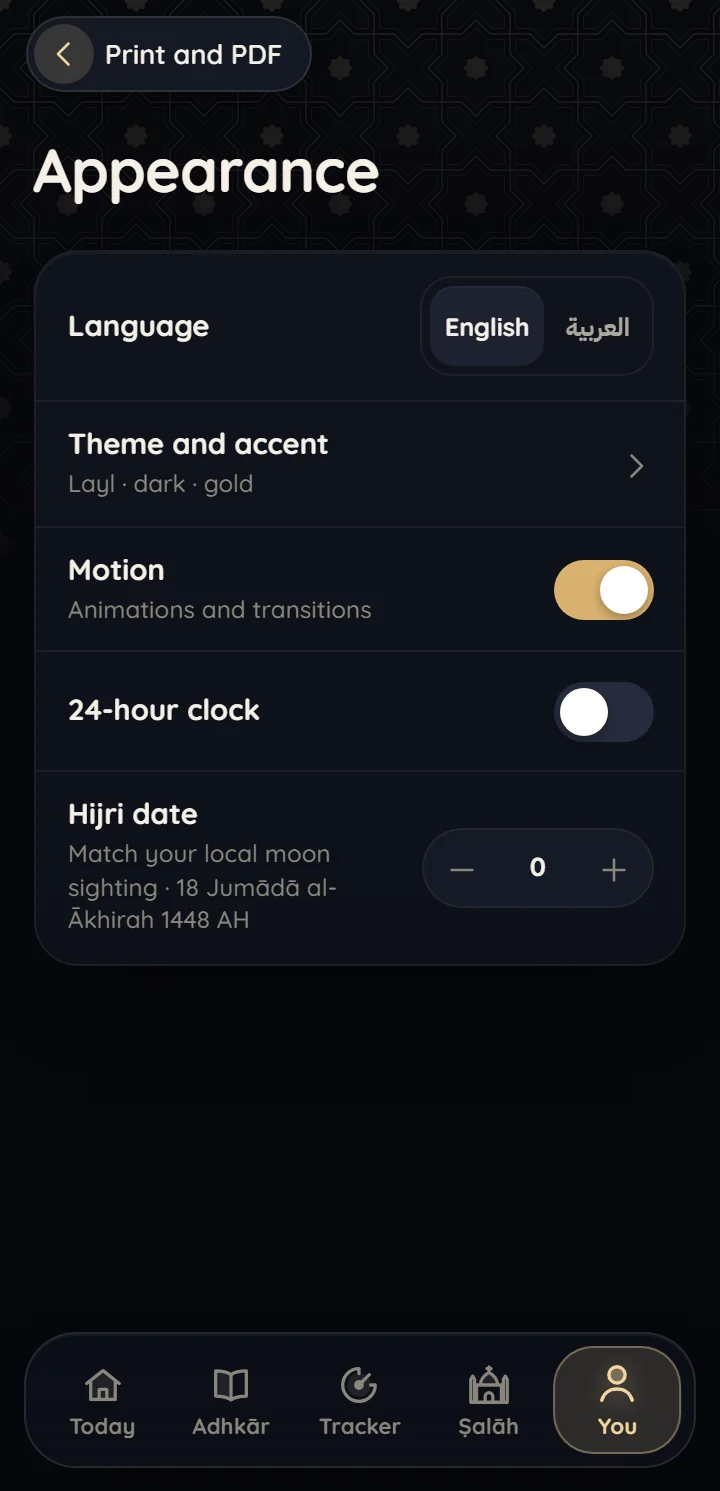 Print and PDF
Appearance
Language
English
العربية
Theme and accent
Layl · dark · gold
Motion
Animations and transitions
24-hour clock
Hijri date
Match your local moon
sighting · 18 Jumādā al-
Ākhirah 1448 AH
0
Today
Adhkār
Tracker
Ṣalāh
You